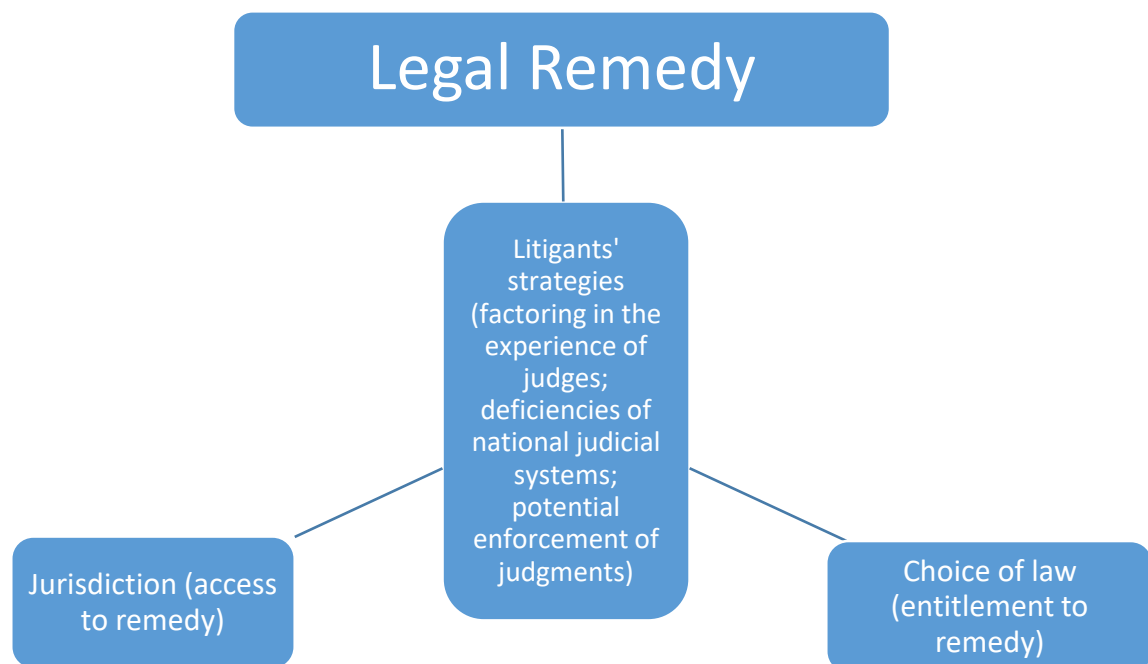 Legal Remedy
Litigants'
strategies
(factoring in the
experience of
judges;
deficiencies of
national judicial
systems;
potential
enforcement of
judgments)
Jurisdiction (access
to remedy)
Choice of law
(entitlement to
remedy)